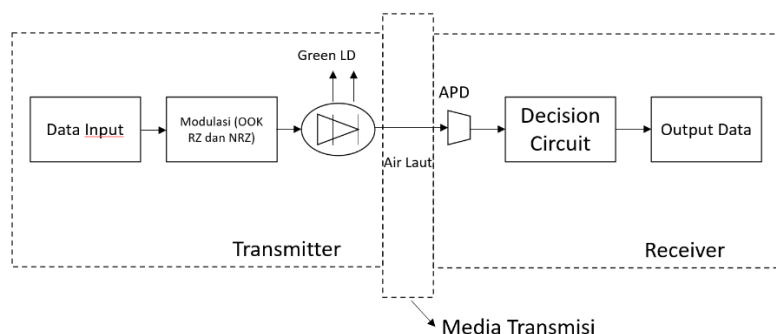 Green LD
APD
Data Input
Modulasi (OOK
RZ dan NRZ)
Air Laut
Decision
Circuit
Output Data
Transmitter
Receiver
Media Transmisi